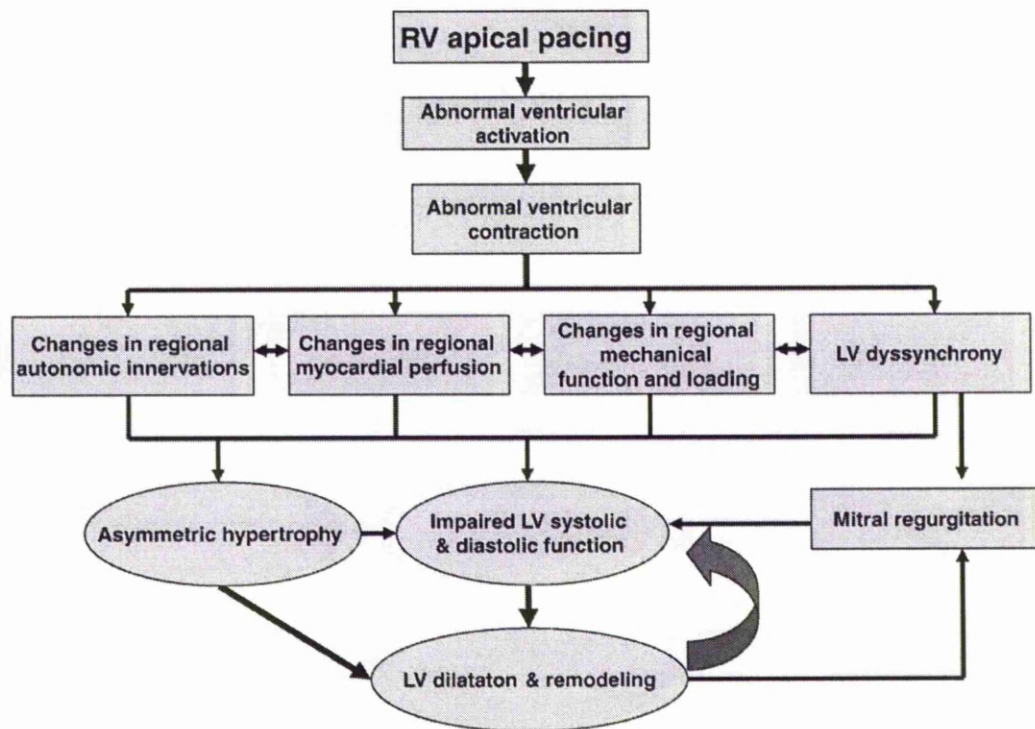 RV apical pacing
Abnormal ventricular
activation
Abnormal ventricular
contraction
Changes in regional
autonomic innervations
Changes in regional
myocardial perfusion
Changes in regional
mechanical
function and loading
LV dyssynchrony
Asymmetric hypertrophy
Impaired LV systolic
& diastolic function
Mitral regurgitation
LV dilataton & remodeling